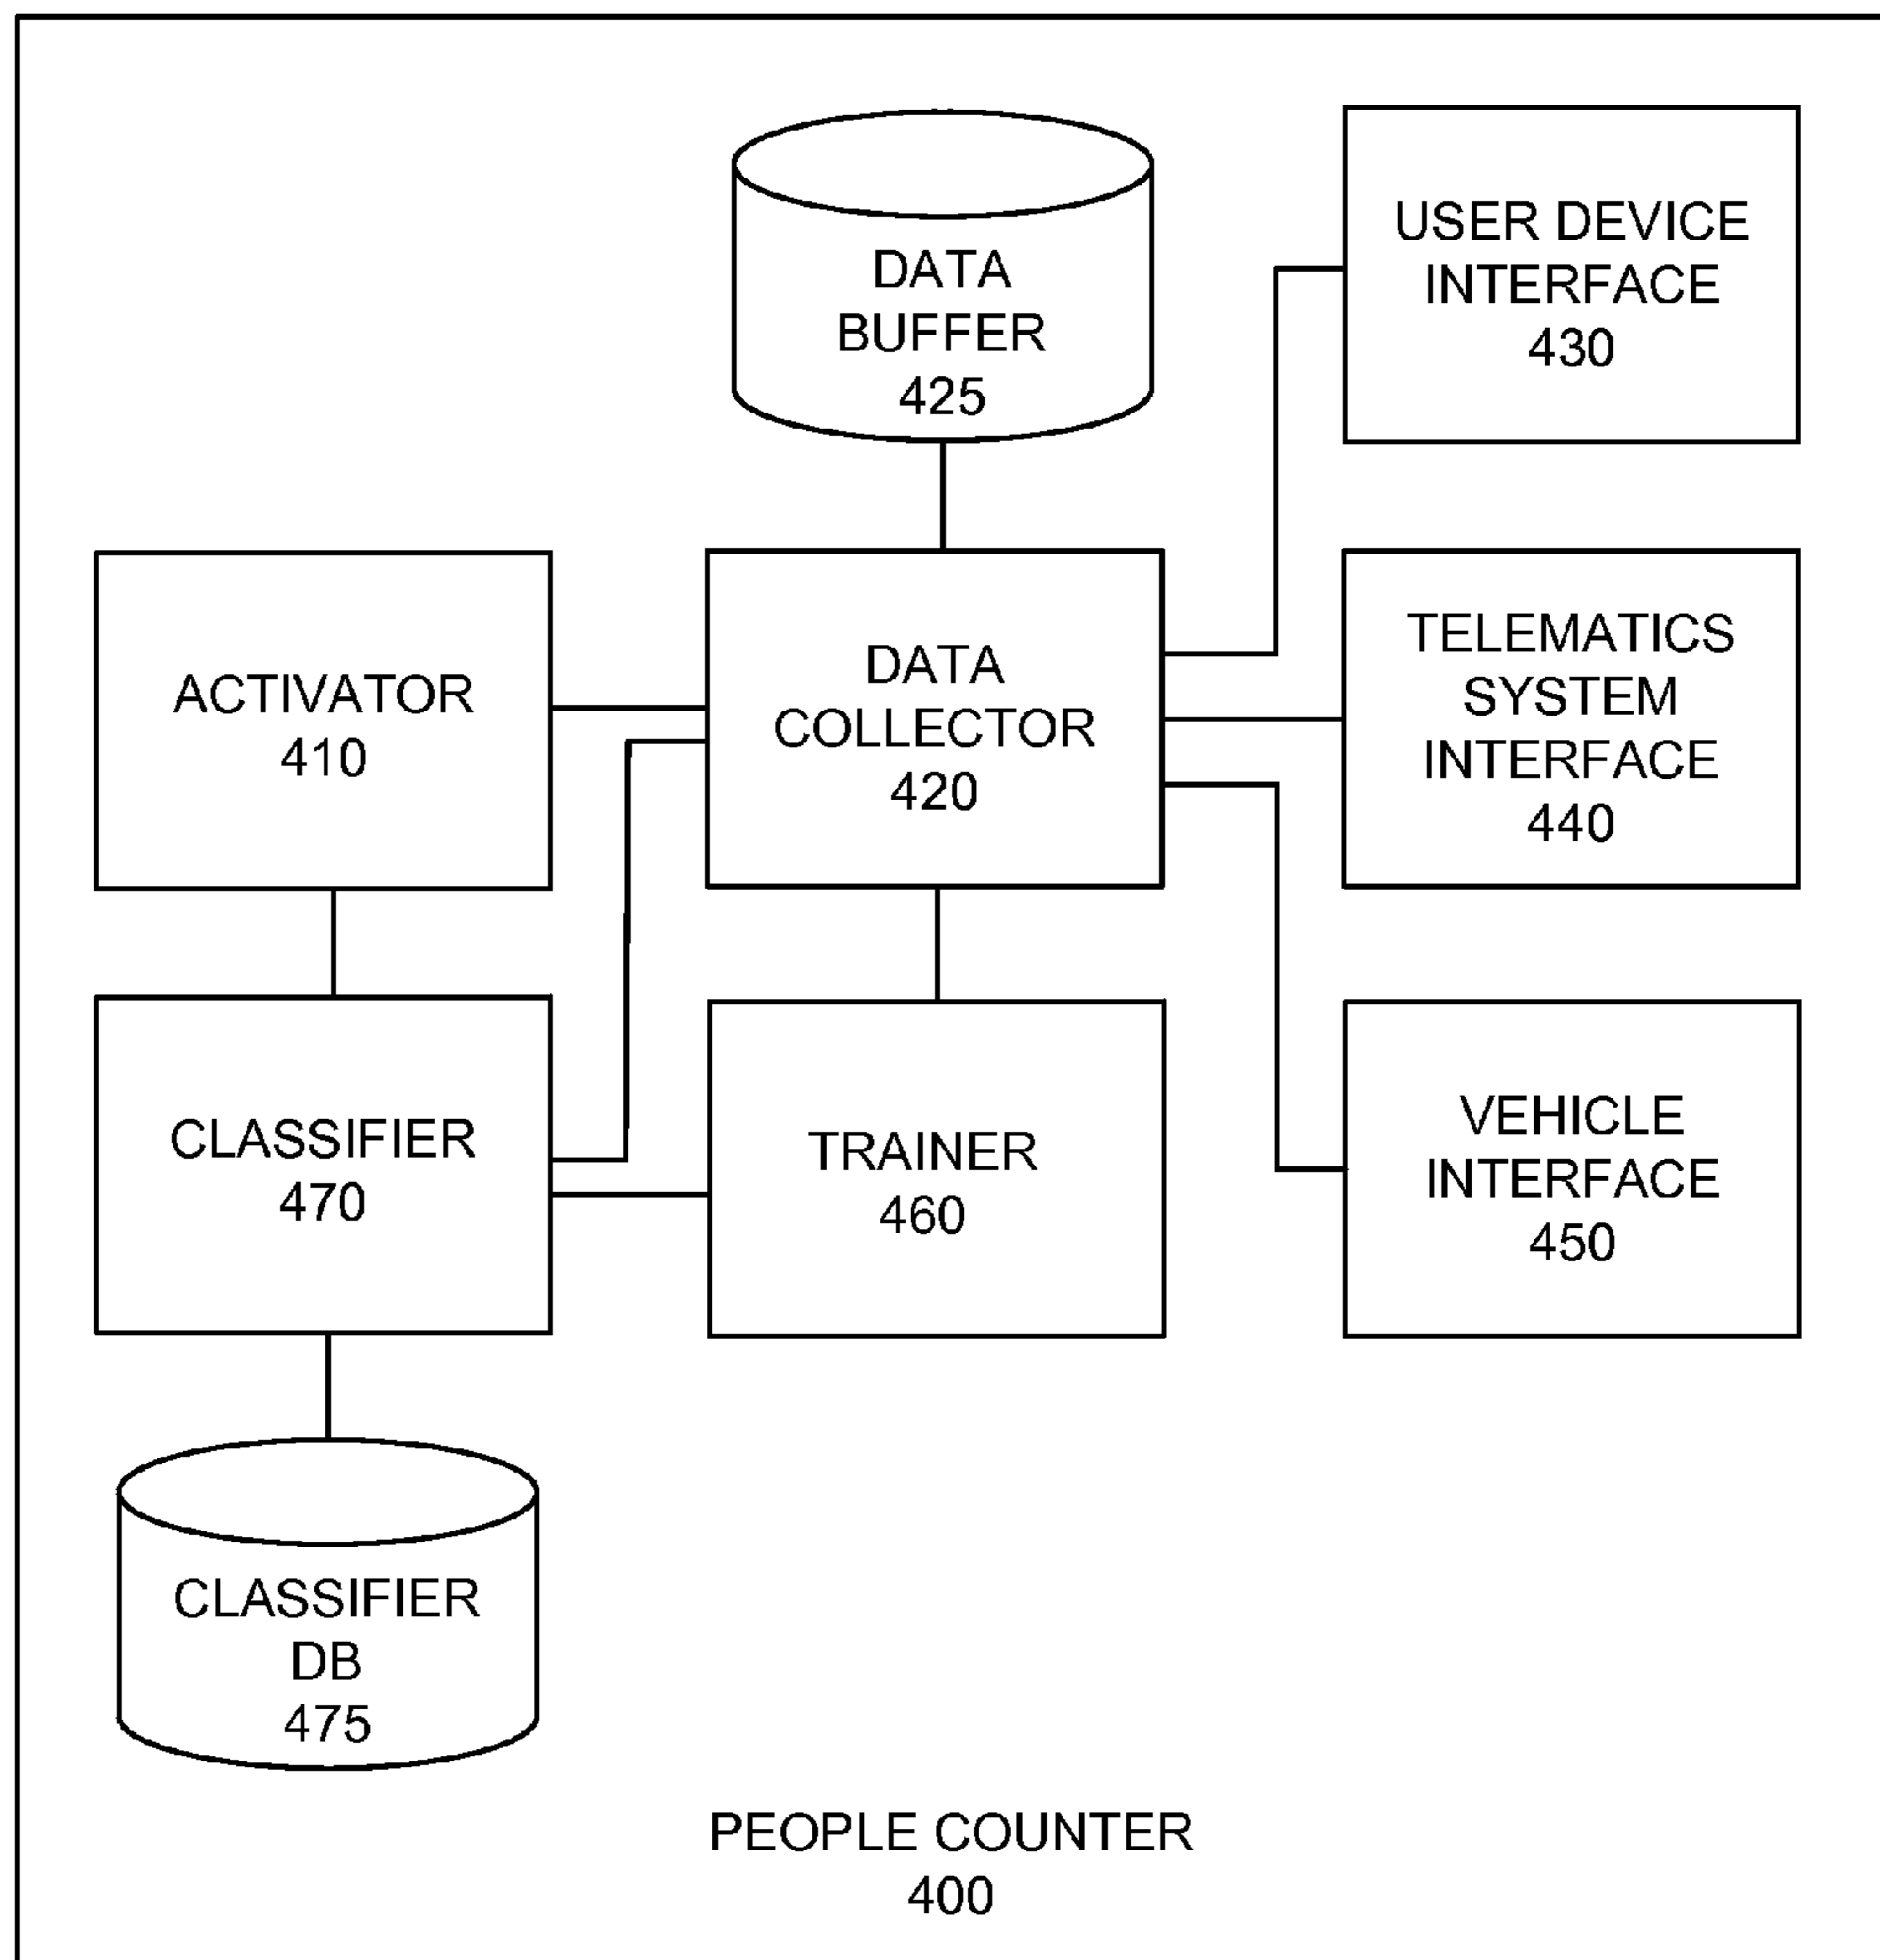 DATA
BUFFER
425
USER DEVICE
INTERFACE
430
ACTIVATOR
410
DATA
COLLECTOR
420
TELEMATICS
SYSTEM
INTERFACE
440
CLASSIFIER
470
TRAINER
460
VEHICLE
INTERFACE
450
CLASSIFIER
DB
475
PEOPLE COUNTER
400